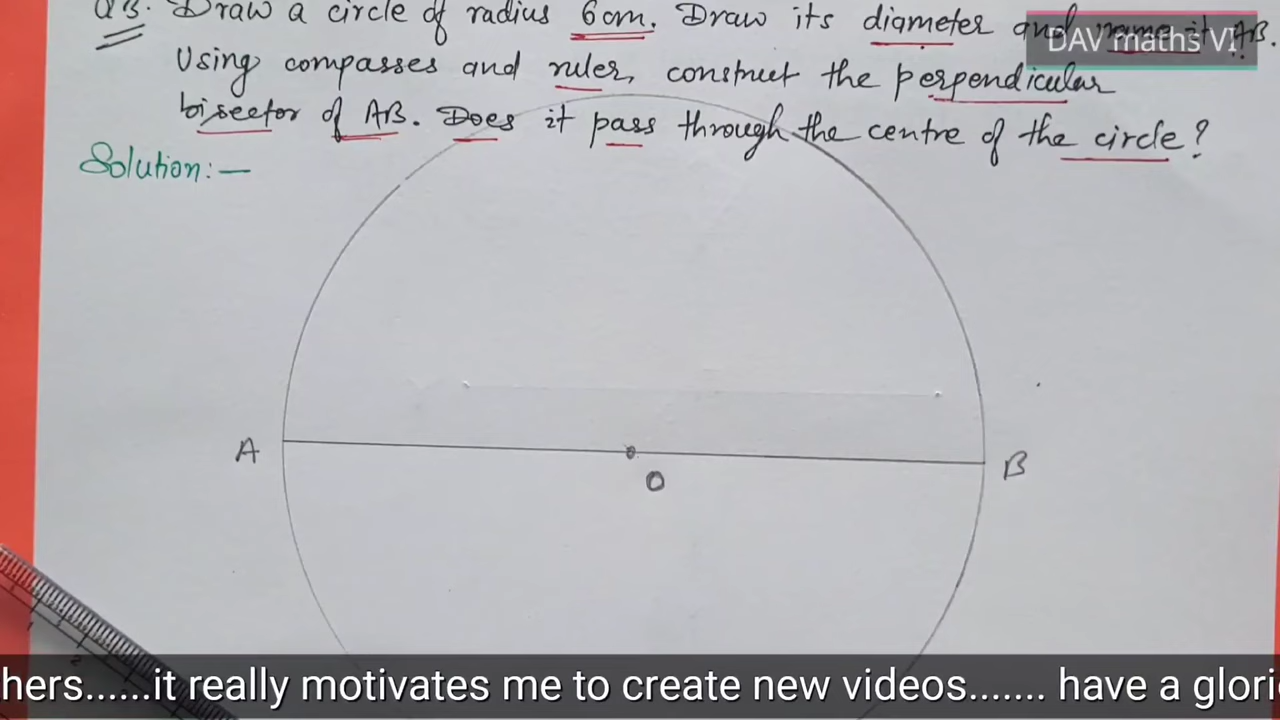 Q3. Draw a circle of radius 6cm. Draw its diameter and name it AB.
DAV maths VI
Using compasses and ruler, construct the perpendicular
bisector of AB. Does it pass through the centre of the circle?
Solution:—
A
B
O
1
2
hers......it really motivates me to create new videos....... have a glori